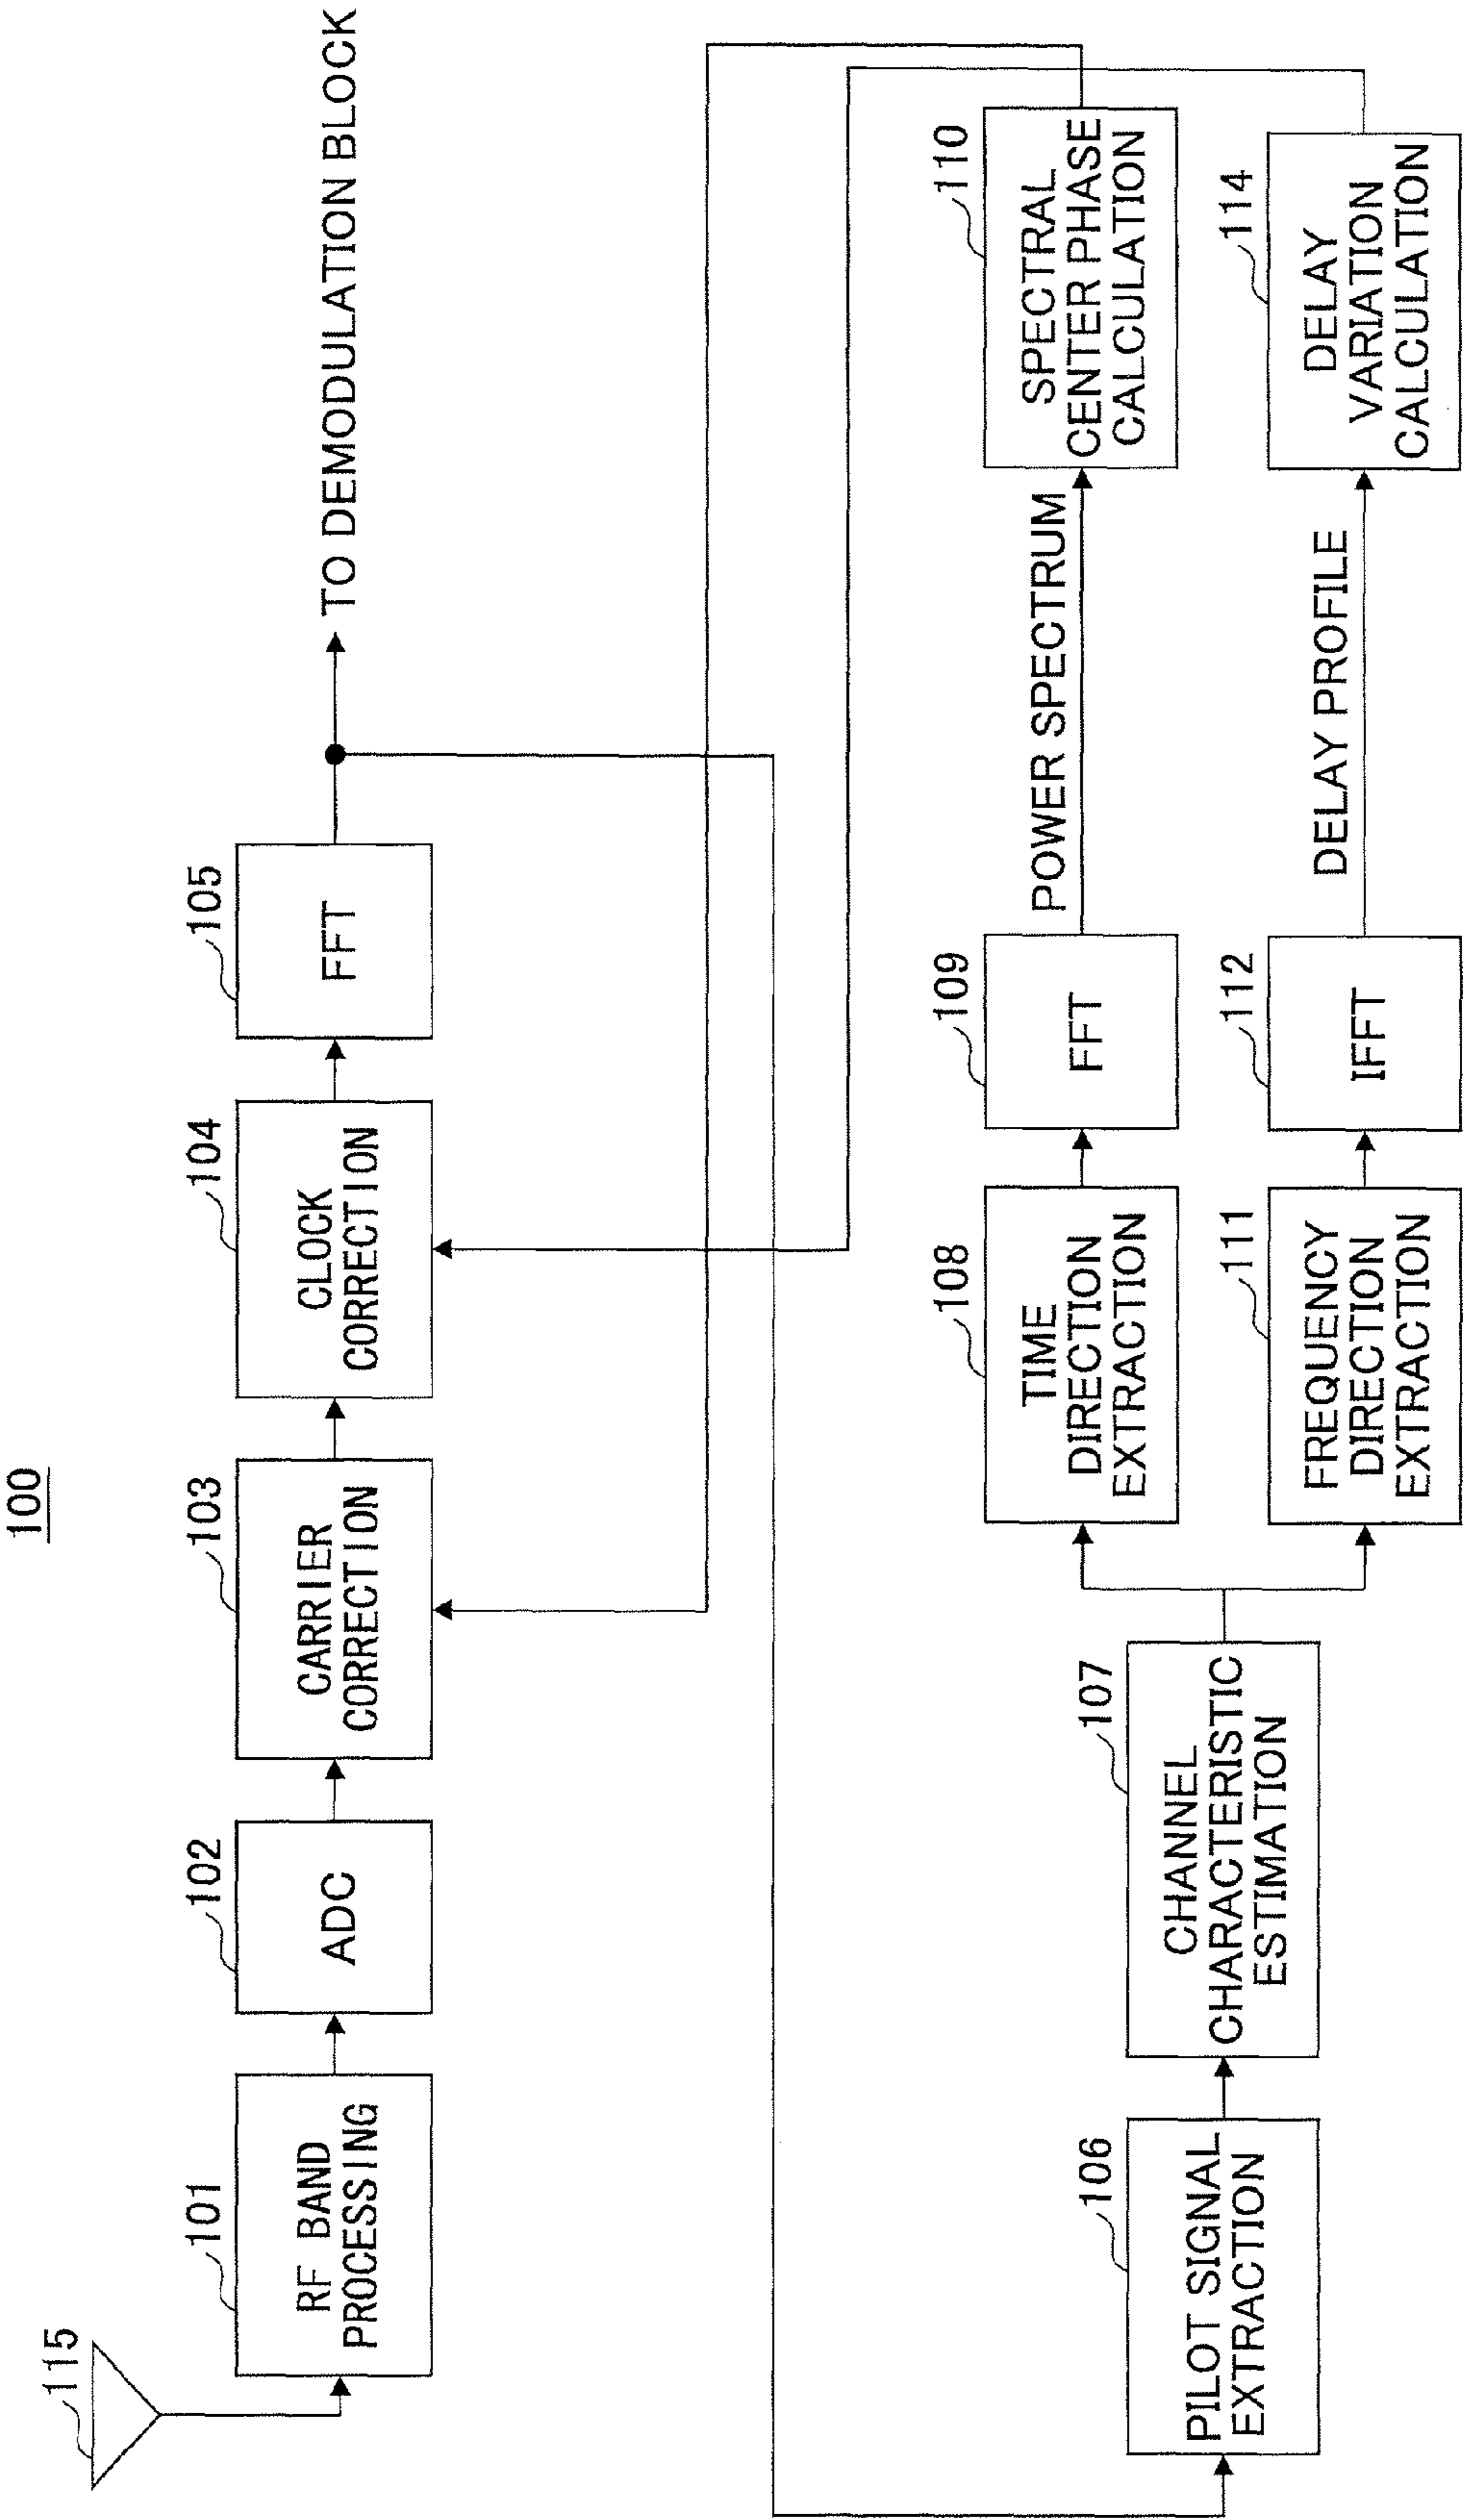 100
115
101
RF BAND
PROCESSING
102
ADC
103
CARRIER
CORRECTION
104
CLOCK
CORRECTION
105
FFT
TO DEMODULATION BLOCK
106
PILOT SIGNAL
EXTRACTION
107
CHANNEL
CHARACTERISTIC
ESTIMATION
108
TIME
DIRECTION
EXTRACTION
109
FFT
POWER SPECTRUM
110
SPECTRAL
CENTER PHASE
CALCULATION
111
FREQUENCY
DIRECTION
EXTRACTION
112
IFFT
DELAY PROFILE
114
DELAY
VARIATION
CALCULATION